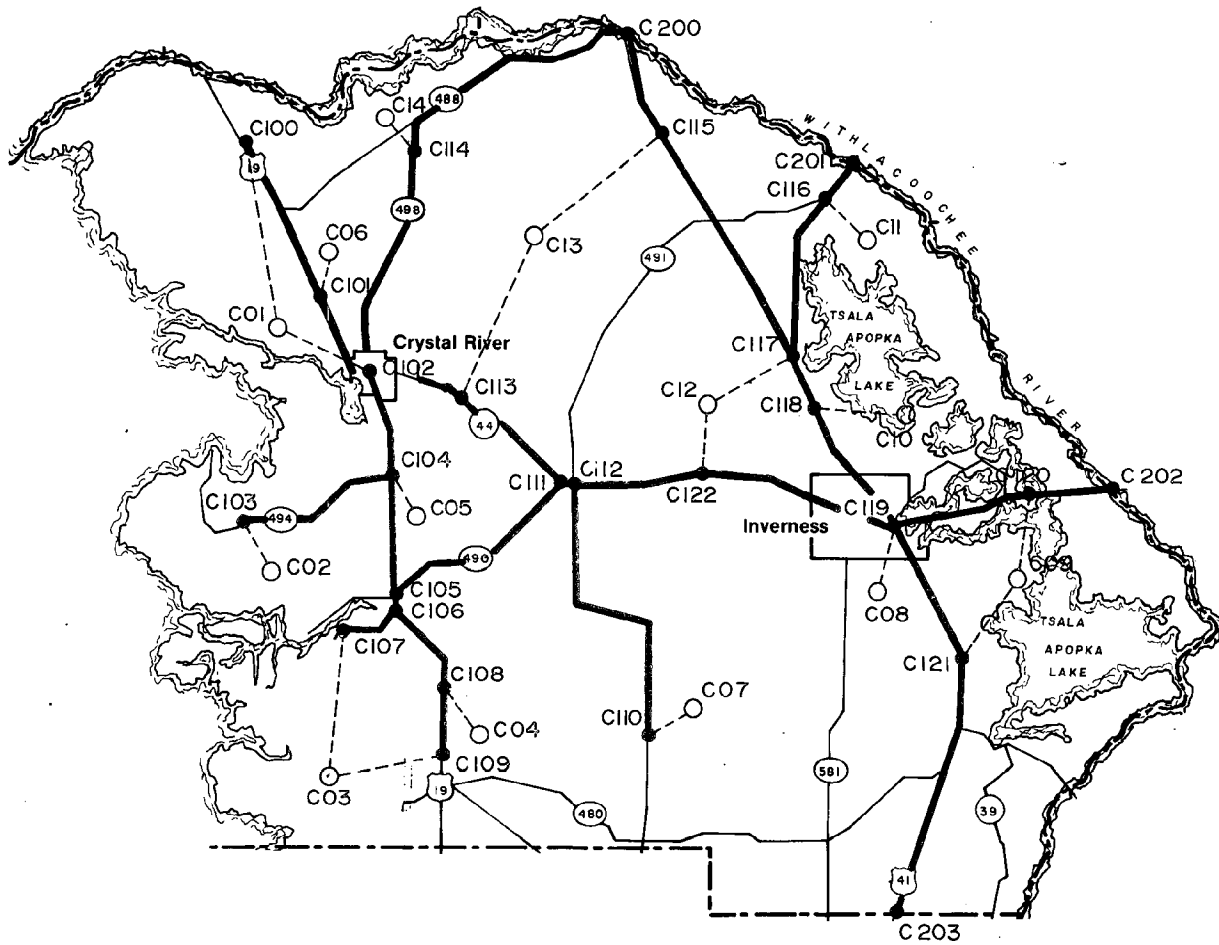 C200
C14
488
C100
C115
C114
WITHLACOOCHEE
C201
19
C116
498
C11
C06
C13
491
C101
C01
TSALA
APOPKA
LAKE
Crystal River
C117
C102
C113
C12
C118
C10
44
RIVER
C104
C111
C112
C202
C103
C122
C119
494
C05
Inverness
490
C02
C105
C08
C106
C107
TSALA
APOPKA
LAKE
C121
C108
C07
C110
C04
C109
C03
19
581
480
39
41
C203